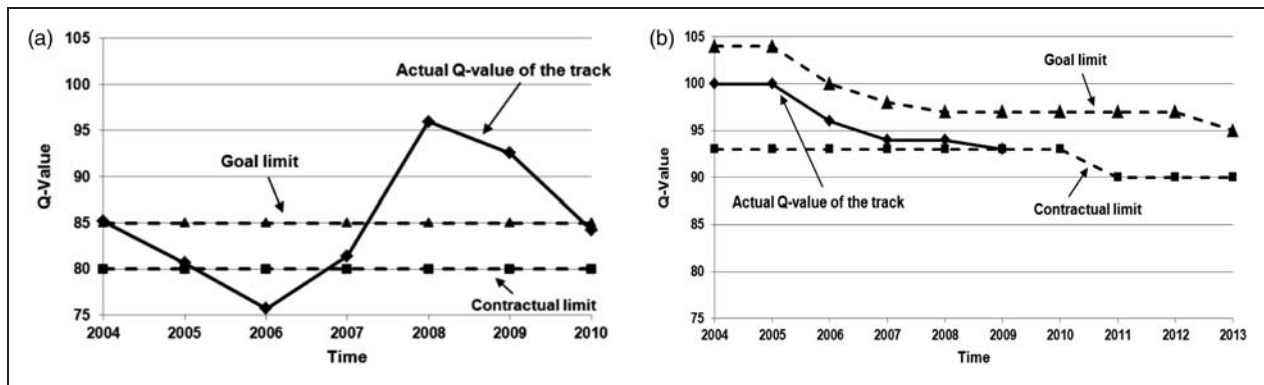 (a)
105
100
95
90
85
80
75
Q-Value
Actual Q-value of the track
Goal limit
Contractual limit
2004 2005 2006 2007 2008 2009 2010
Time
(b)
105
100
95
90
85
80
75
Q-Value
Goal limit
Actual Q-value of the track
Contractual limit
2004 2005 2006 2007 2008 2009 2010 2011 2012 2013
Time